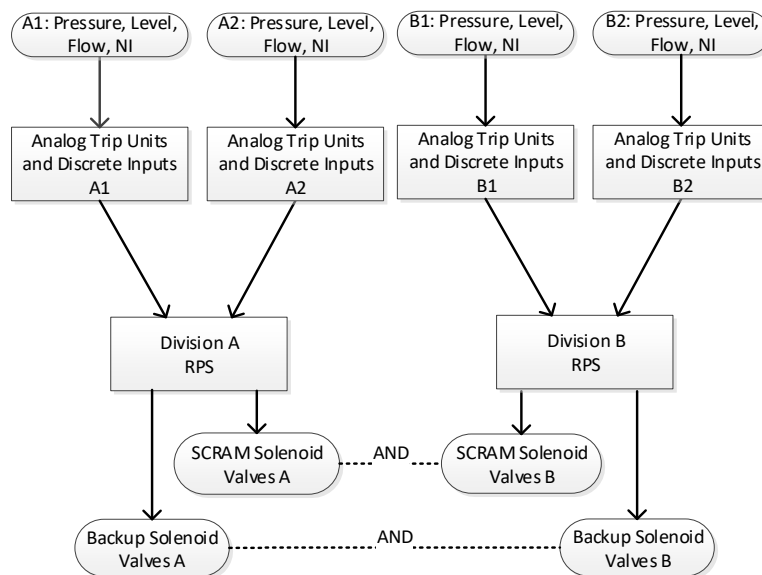 A1: Pressure, Level,
Flow, NI
A2: Pressure, Level,
Flow, NI
B1: Pressure, Level,
Flow, NI
B2: Pressure, Level,
Flow, NI
Analog Trip Units
and Discrete Inputs
A1
Analog Trip Units
and Discrete Inputs
A2
Analog Trip Units
and Discrete Inputs
B1
Analog Trip Units
and Discrete Inputs
B2
Division A
RPS
Division B
RPS
SCRAM Solenoid
Valves A
AND
SCRAM Solenoid
Valves B
Backup Solenoid
Valves A
AND
Backup Solenoid
Valves B